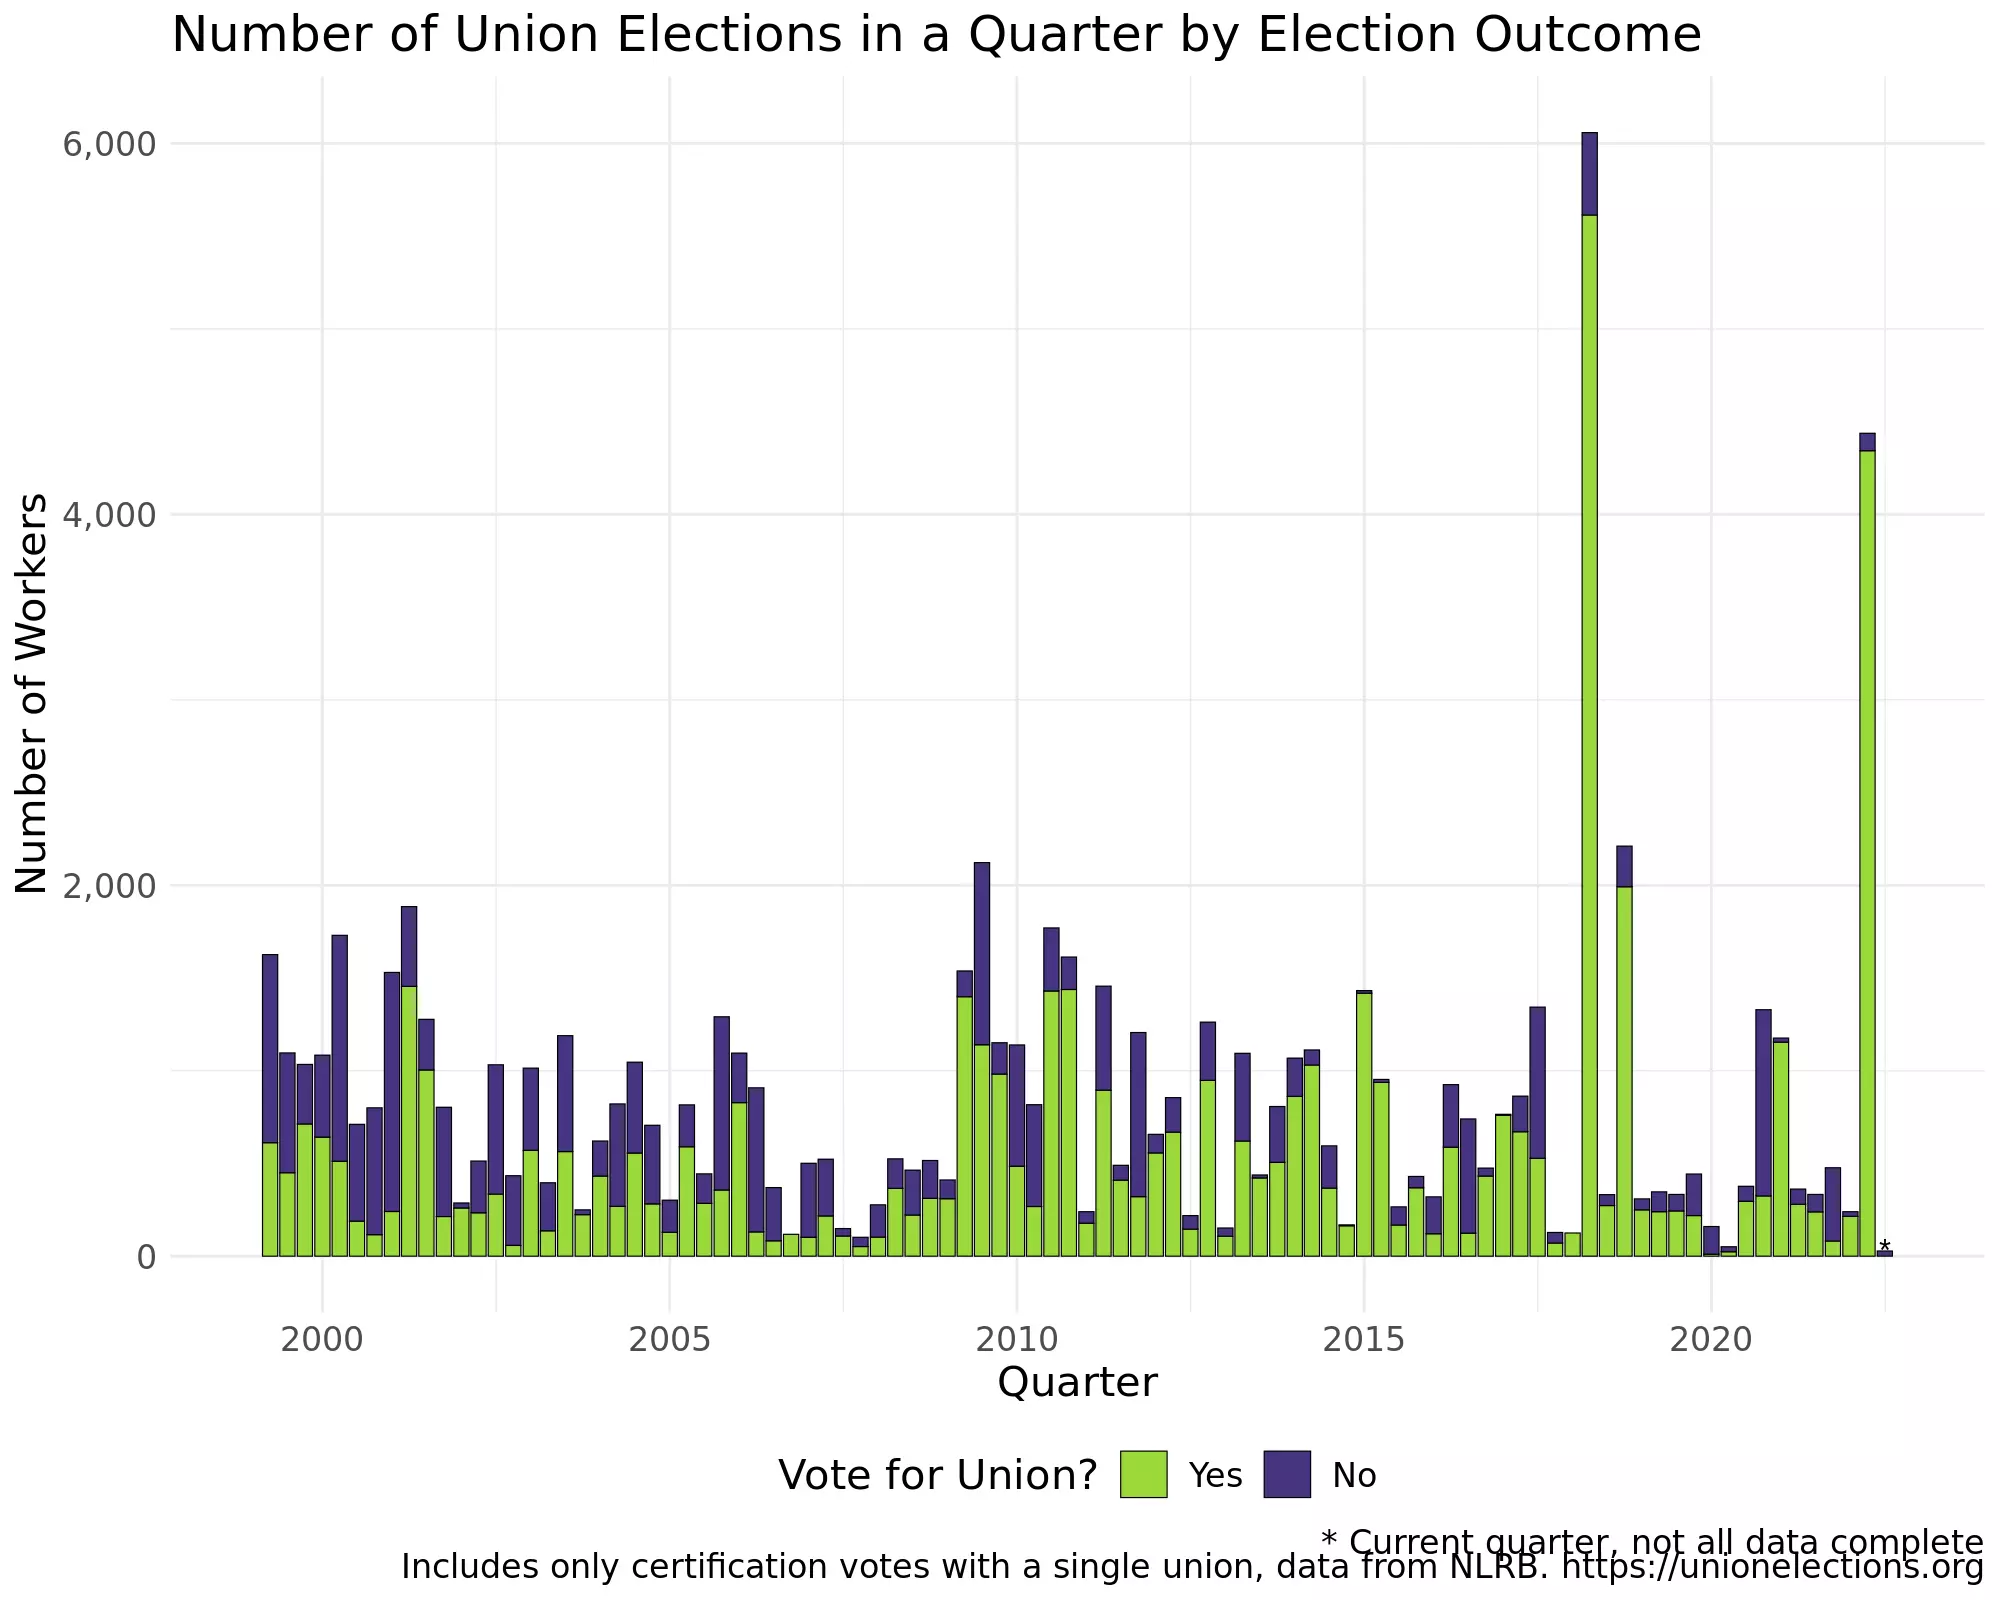 Number of Union Elections in a Quarter by Election Outcome
6,000
4,000
2,000
0
Number of Workers
*
2000 2005 2010 2015 2020
Quarter
Vote for Union? Yes No
* Current quarter, not all data complete
Includes only certification votes with a single union, data from NLRB. https://unionelections.org